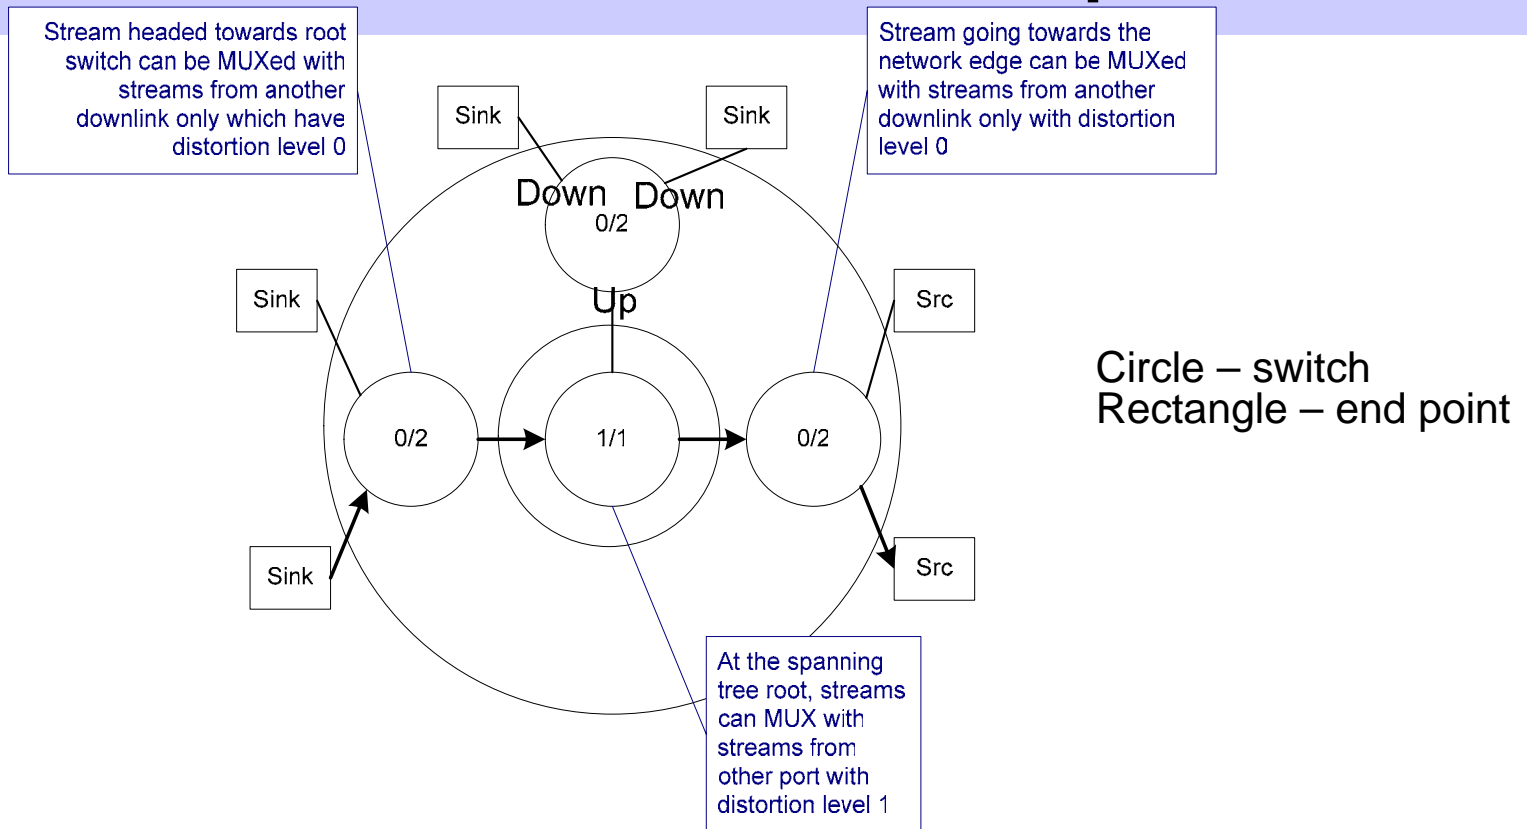 Stream headed towards root
switch can be MUXed with
streams from another
downlink only which have
distortion level 0
Stream going towards the
network edge can be MUXed
with streams from another
downlink only with distortion
level 0
Sink
Sink
Down
Down
0/2
Sink
Up
Src
Circle – switch
Rectangle – end point
0/2
1/1
0/2
Sink
Src
At the spanning
tree root, streams
can MUX with
streams from
other port with
distortion level 1